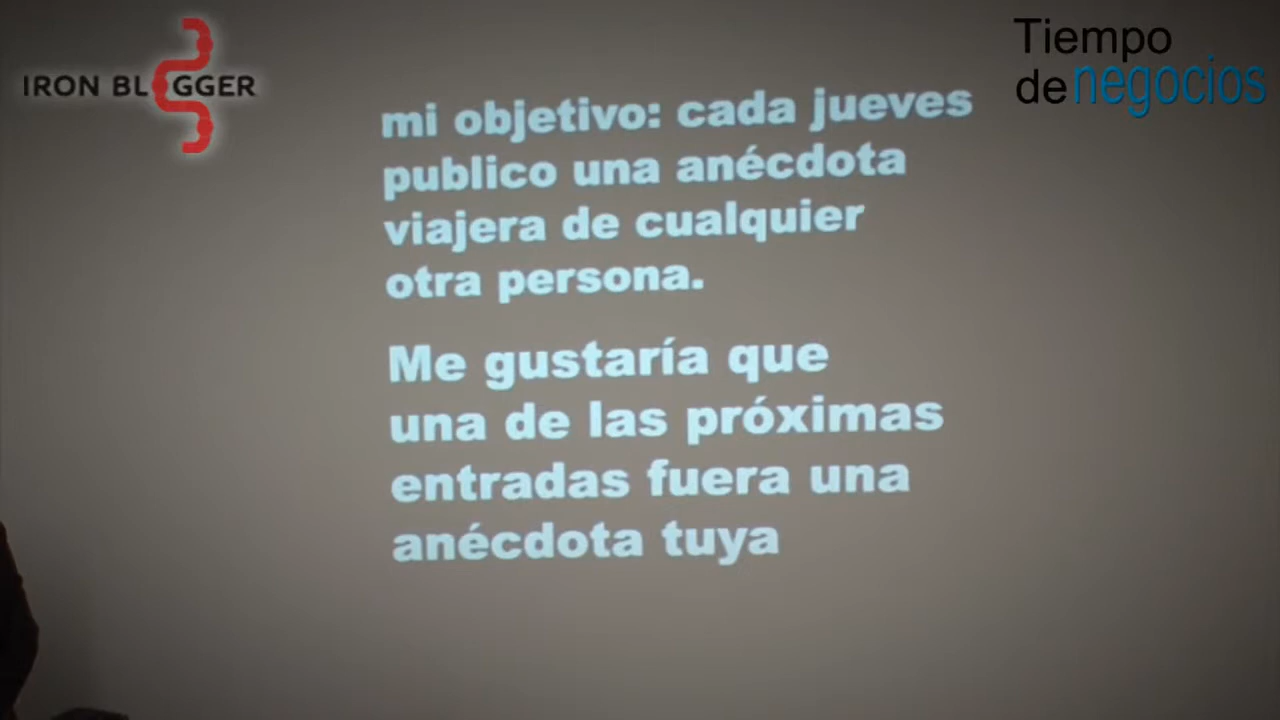 IRON BLOGGER
Tiempo
de negocios
mi objetivo: cada jueves
publico una anécdota
viajera de cualquier
otra persona.
Me gustaría que
una de las próximas
entradas fuera una
anécdota tuya